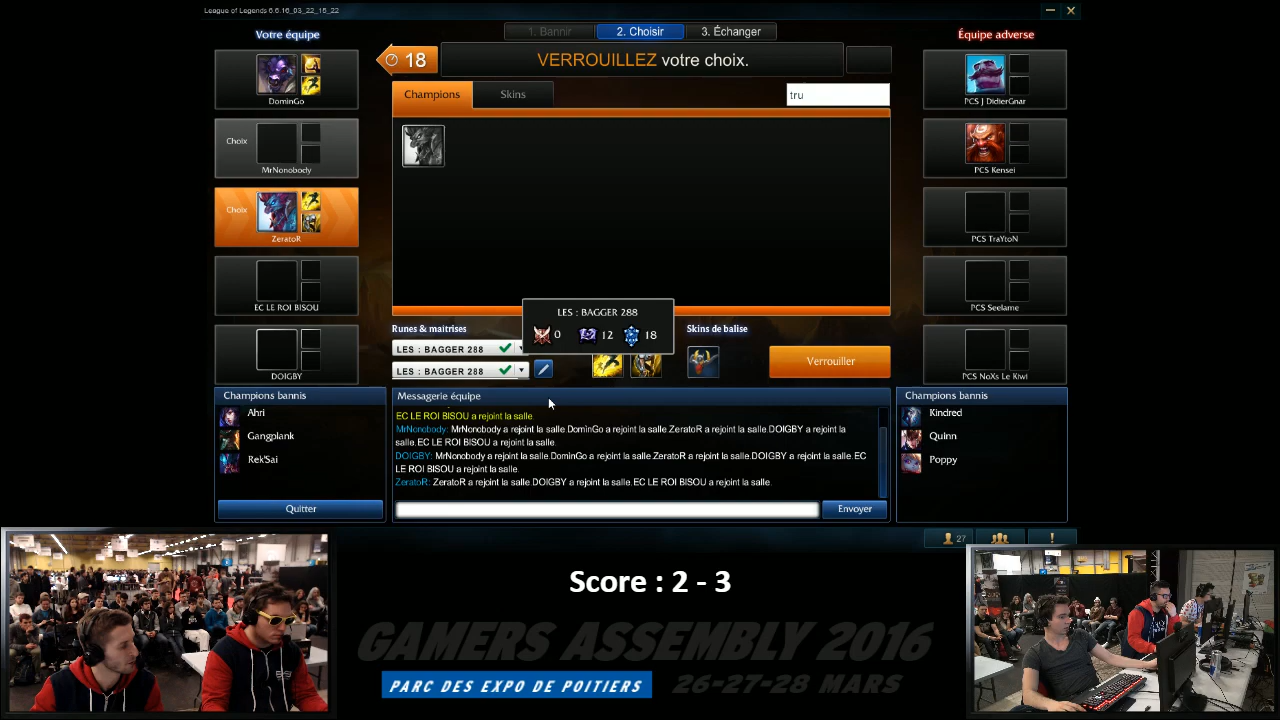 League of Legends 6.6.16_03_22_16_22
Votre équipe
1. Bannir
2. Choisir
3. Échanger
Équipe adverse
18
VERROUILLEZ votre choix.
Champions
Skins
tru
DominGo
Choix
MrNonobody
Choix
ZeratoR
EC LE ROI BISOU
DOIGBY
PCS J DidierGnar
PCS Kensei
PCS TraYtoN
PCS Seelame
PCS NoXs Le Kiwi
LES : BAGGER 288
0
12
18
Runes & maîtrises
Skins de balise
LES : BAGGER 288
LES : BAGGER 288
Verrouiller
Champions bannis
Ahri
Gangplank
Rek'Sai
Quitter
Messagerie équipe
EC LE ROI BISOU a rejoint la salle.
MrNonobody: MrNonobody a rejoint la salle.DominGo a rejoint la salle.ZeratoR a rejoint la salle.DOIGBY a rejoint la
salle.EC LE ROI BISOU a rejoint la salle.
DOIGBY: MrNonobody a rejoint la salle.DominGo a rejoint la salle.ZeratoR a rejoint la salle.DOIGBY a rejoint la salle.EC
LE ROI BISOU a rejoint la salle.
ZeratoR: ZeratoR a rejoint la salle.DOIGBY a rejoint la salle.EC LE ROI BISOU a rejoint la salle.
Envoyer
Champions bannis
Kindred
Quinn
Poppy
27
Score : 2 - 3
GAMERS ASSEMBLY 2016
PARC DES EXPO DE POITIERS
26-27-28 MARS